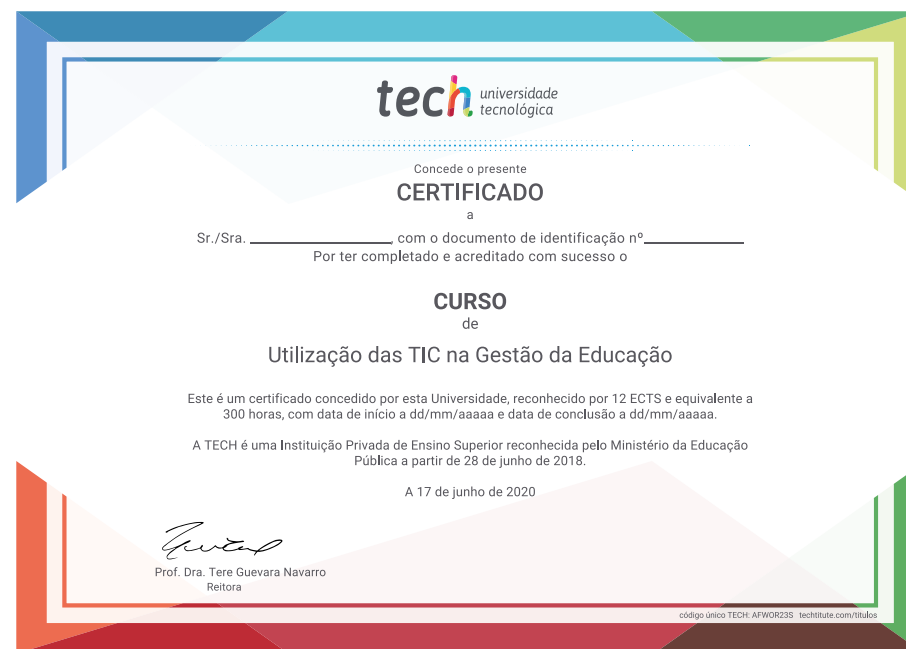 tech universidade
tecnológica
Concede o presente
CERTIFICADO
a
Sr./Sra. ____________________, com o documento de identificação nº______________
Por ter completado e acreditado com sucesso o
CURSO
de
Utilização das TIC na Gestão da Educação
Este é um certificado concedido por esta Universidade, reconhecido por 12 ECTS e equivalente a
300 horas, com data de início a dd/mm/aaaaa e data de conclusão a dd/mm/aaaaa.
A TECH é uma Instituição Privada de Ensino Superior reconhecida pelo Ministério da Educação
Pública a partir de 28 de junho de 2018.
A 17 de junho de 2020
Prof. Dra. Tere Guevara Navarro
Reitora
código único TECH: AFWOR23S techtitute.com/titulos